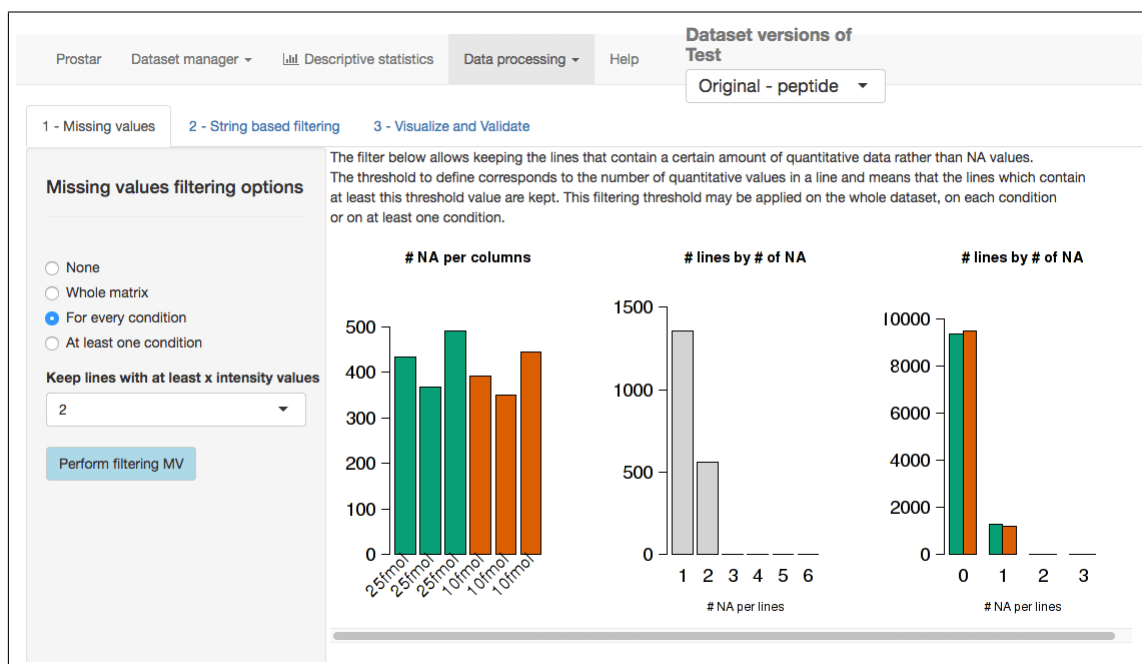 Dataset versions of
Test
Prostar Dataset manager Descriptive statistics Data processing Help
Original - peptide
1 - Missing values 2 - String based filtering 3 - Visualize and Validate
Missing values filtering options
None
Whole matrix
For every condition
At least one condition
Keep lines with at least x intensity values
2
Perform filtering MV
The filter below allows keeping the lines that contain a certain amount of quantitative data rather than NA values.
The threshold to define corresponds to the number of quantitative values in a line and means that the lines which contain
at least this threshold value are kept. This filtering threshold may be applied on the whole dataset, on each condition
or on at least one condition.
# NA per columns
500
400
300
200
100
0
25fmol 25fmol 25fmol 10fmol 10fmol 10fmol
# lines by # of NA
1500
1000
500
0
1 2 3 4 5 6
# NA per lines
# lines by # of NA
10000
8000
6000
4000
2000
0
0 1 2 3
# NA per lines